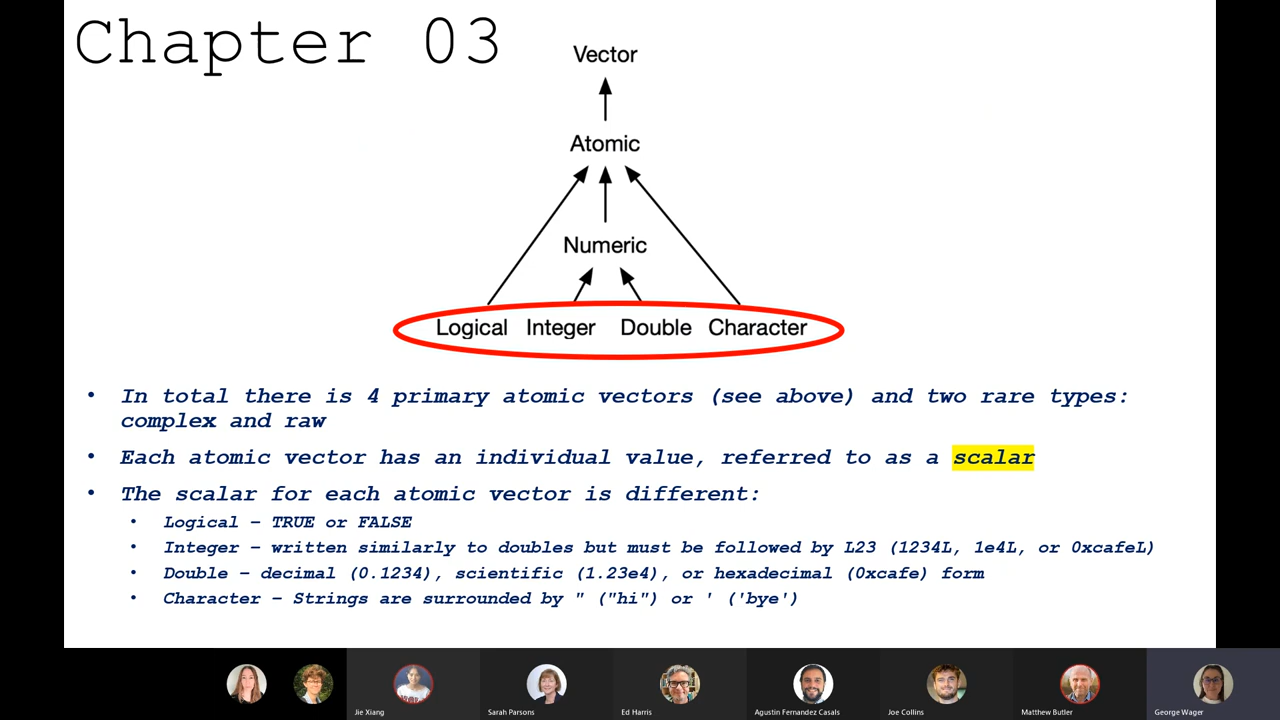 Chapter 03
Vector
Atomic
Numeric
Logical Integer Double Character
• In total there is 4 primary atomic vectors (see above) and two rare types:
complex and raw
• Each atomic vector has an individual value, referred to as a scalar
• The scalar for each atomic vector is different:
• Logical – TRUE or FALSE
• Integer – written similarly to doubles but must be followed by L23 (1234L, 1e4L, or 0xcafeL)
• Double – decimal (0.1234), scientific (1.23e4), or hexadecimal (0xcafe) form
• Character – Strings are surrounded by " ("hi") or ' ('bye')
Jie Xiang Sarah Parsons Ed Harris Agustin Fernandez Casals Joe Collins Matthew Butler George Wager